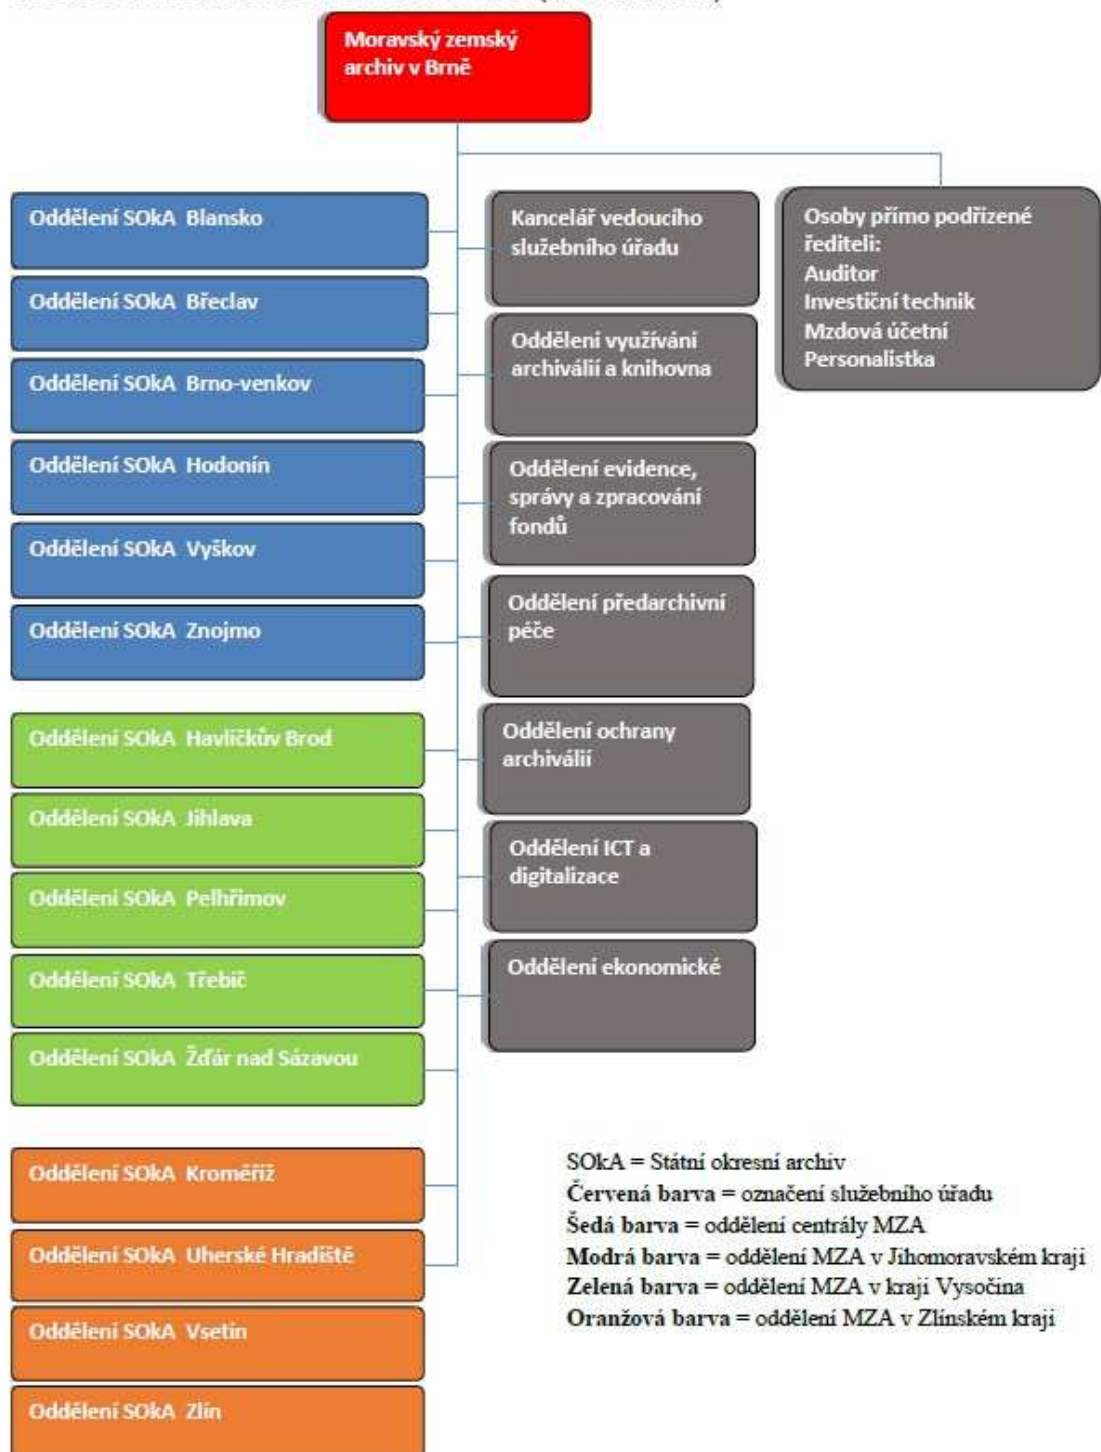 Moravský zemský
archiv v Brně
Oddělení SOkA Blansko
Oddělení SOkA Břeclav
Oddělení SOkA Brno-venkov
Oddělení SOkA Hodonín
Oddělení SOkA Vyškov
Oddělení SOkA Znojmo
Oddělení SOkA Havlíčkův Brod
Oddělení SOkA Jihlava
Oddělení SOkA Pelhřimov
Oddělení SOkA Třebíč
Oddělení SOkA Žďár nad Sázavou
Oddělení SOkA Kroměříž
Oddělení SOkA Uherské Hradiště
Oddělení SOkA Vsetín
Oddělení SOkA Zlín
Kancelář vedoucího
služebního úřadu
Oddělení využívání
archiválií a knihovna
Oddělení evidence,
správy a zpracování
fondů
Oddělení předarchivní
péče
Oddělení ochrany
archiválií
Oddělení ICT a
digitalizace
Oddělení ekonomické
Osoby přímo podřízené
řediteli:
Auditor
Investiční technik
Mzdová účetní
Personalistka
SOkA = Státní okresní archiv
Červená barva = označení služebního úřadu
Šedá barva = oddělení centrály MZA
Modrá barva = oddělení MZA v Jihomoravském kraji
Zelená barva = oddělení MZA v kraji Vysočina
Oranžová barva = oddělení MZA v Zlínském kraji